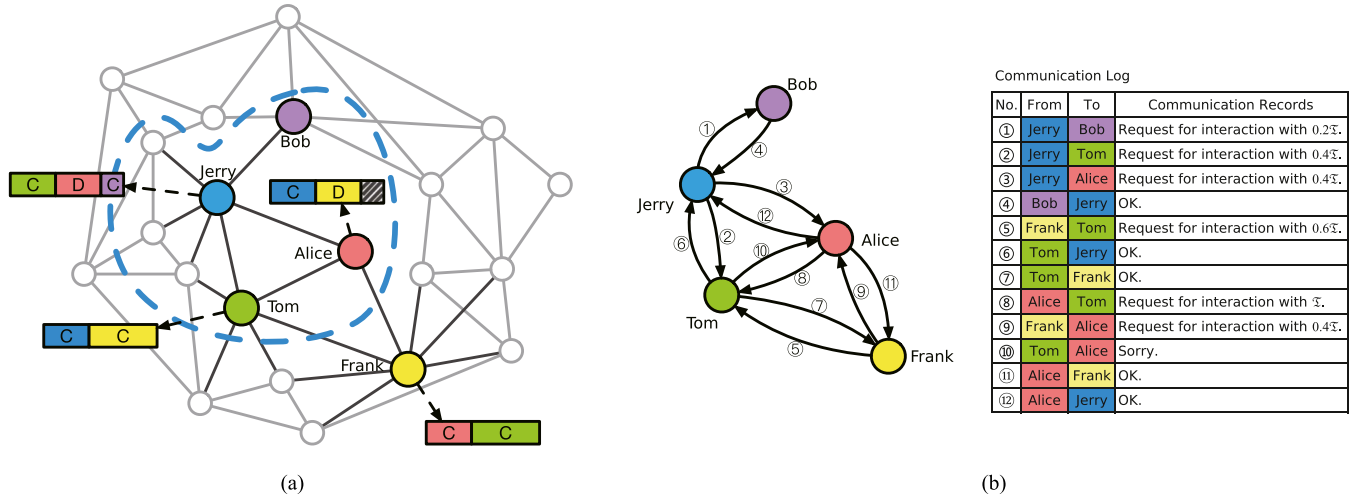 Bob
Jerry
C D C
C D
Alice
Tom
C C
Frank
C C
(a)
Bob
①
④
③
Jerry
⑫
Alice
⑥
②
⑩
⑧
⑨
⑪
Tom
⑦
⑤
Frank
(b)
Communication Log
No. From To Communication Records
① Jerry Bob Request for interaction with 0.2𝔗.
② Jerry Tom Request for interaction with 0.4𝔗.
③ Jerry Alice Request for interaction with 0.4𝔗.
④ Bob Jerry OK.
⑤ Frank Tom Request for interaction with 0.6𝔗.
⑥ Tom Jerry OK.
⑦ Tom Frank OK.
⑧ Alice Tom Request for interaction with 𝔗.
⑨ Frank Alice Request for interaction with 0.4𝔗.
⑩ Tom Alice Sorry.
⑪ Alice Frank OK.
⑫ Alice Jerry OK.